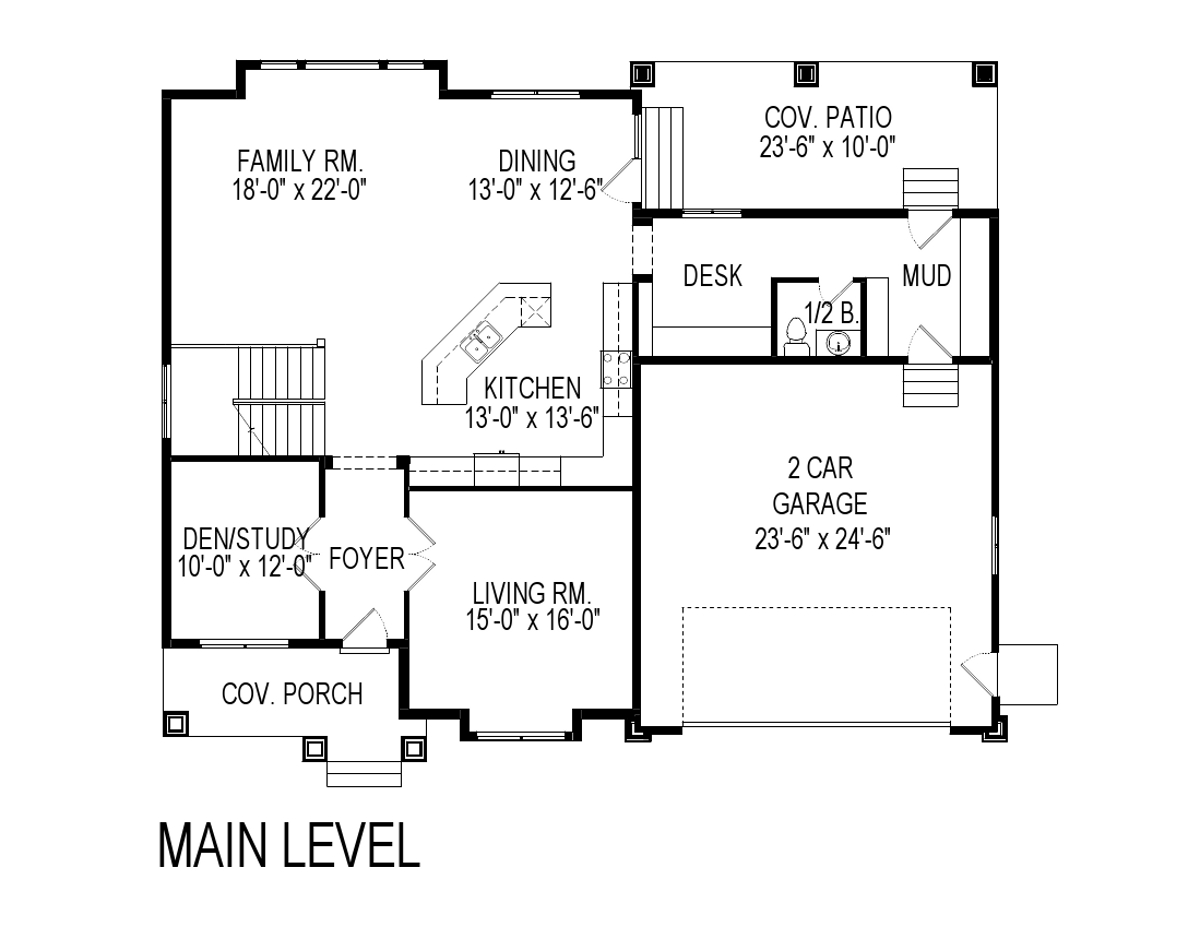 COV. PATIO
23'-6" x 10'-0"
FAMILY RM.
18'-0" x 22'-0"
DINING
13'-0" x 12'-6"
DESK
MUD
1/2 B.
KITCHEN
13'-0" x 13'-6"
2 CAR
GARAGE
23'-6" x 24'-6"
DEN/STUDY
10'-0" x 12'-0"
FOYER
LIVING RM.
15'-0" x 16'-0"
COV. PORCH
MAIN LEVEL